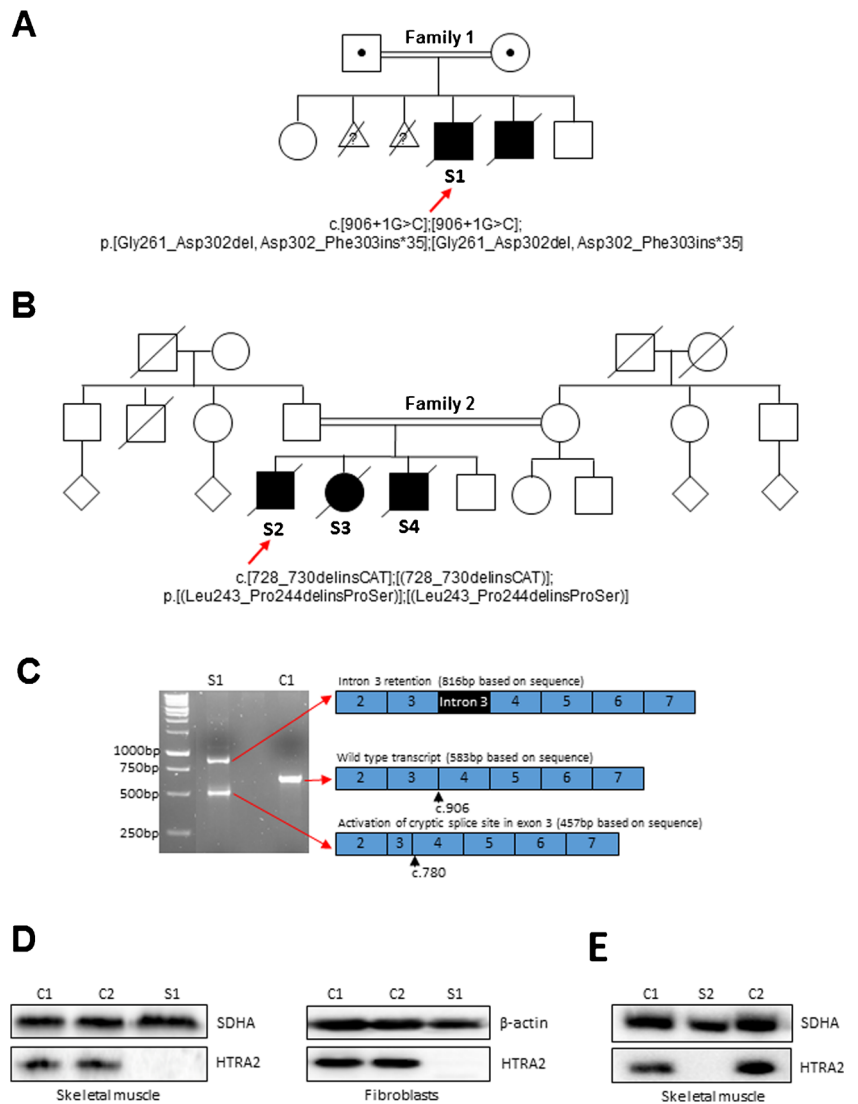 A
Family 1
?
?
S1
c.[906+1G>C];[906+1G>C];
p.[Gly261_Asp302del, Asp302_Phe303ins*35];[Gly261_Asp302del, Asp302_Phe303ins*35]
B
Family 2
S2
S3
S4
c.[728_730delinsCAT];[(728_730delinsCAT)];
p.[(Leu243_Pro244delinsProSer)];[(Leu243_Pro244delinsProSer)]
C
S1
C1
1000bp
750bp
500bp
250bp
Intron 3 retention (816bp based on sequence)
2 3 Intron 3 4 5 6 7
Wild type transcript (583bp based on sequence)
2 3 4 5 6 7
c.906
Activation of cryptic splice site in exon 3 (457bp based on sequence)
2 3 4 5 6 7
c.780
D
C1 C2 S1
SDHA
HTRA2
Skeletal muscle
C1 C2 S1
β-actin
HTRA2
Fibroblasts
E
C1 S2 C2
SDHA
HTRA2
Skeletal muscle